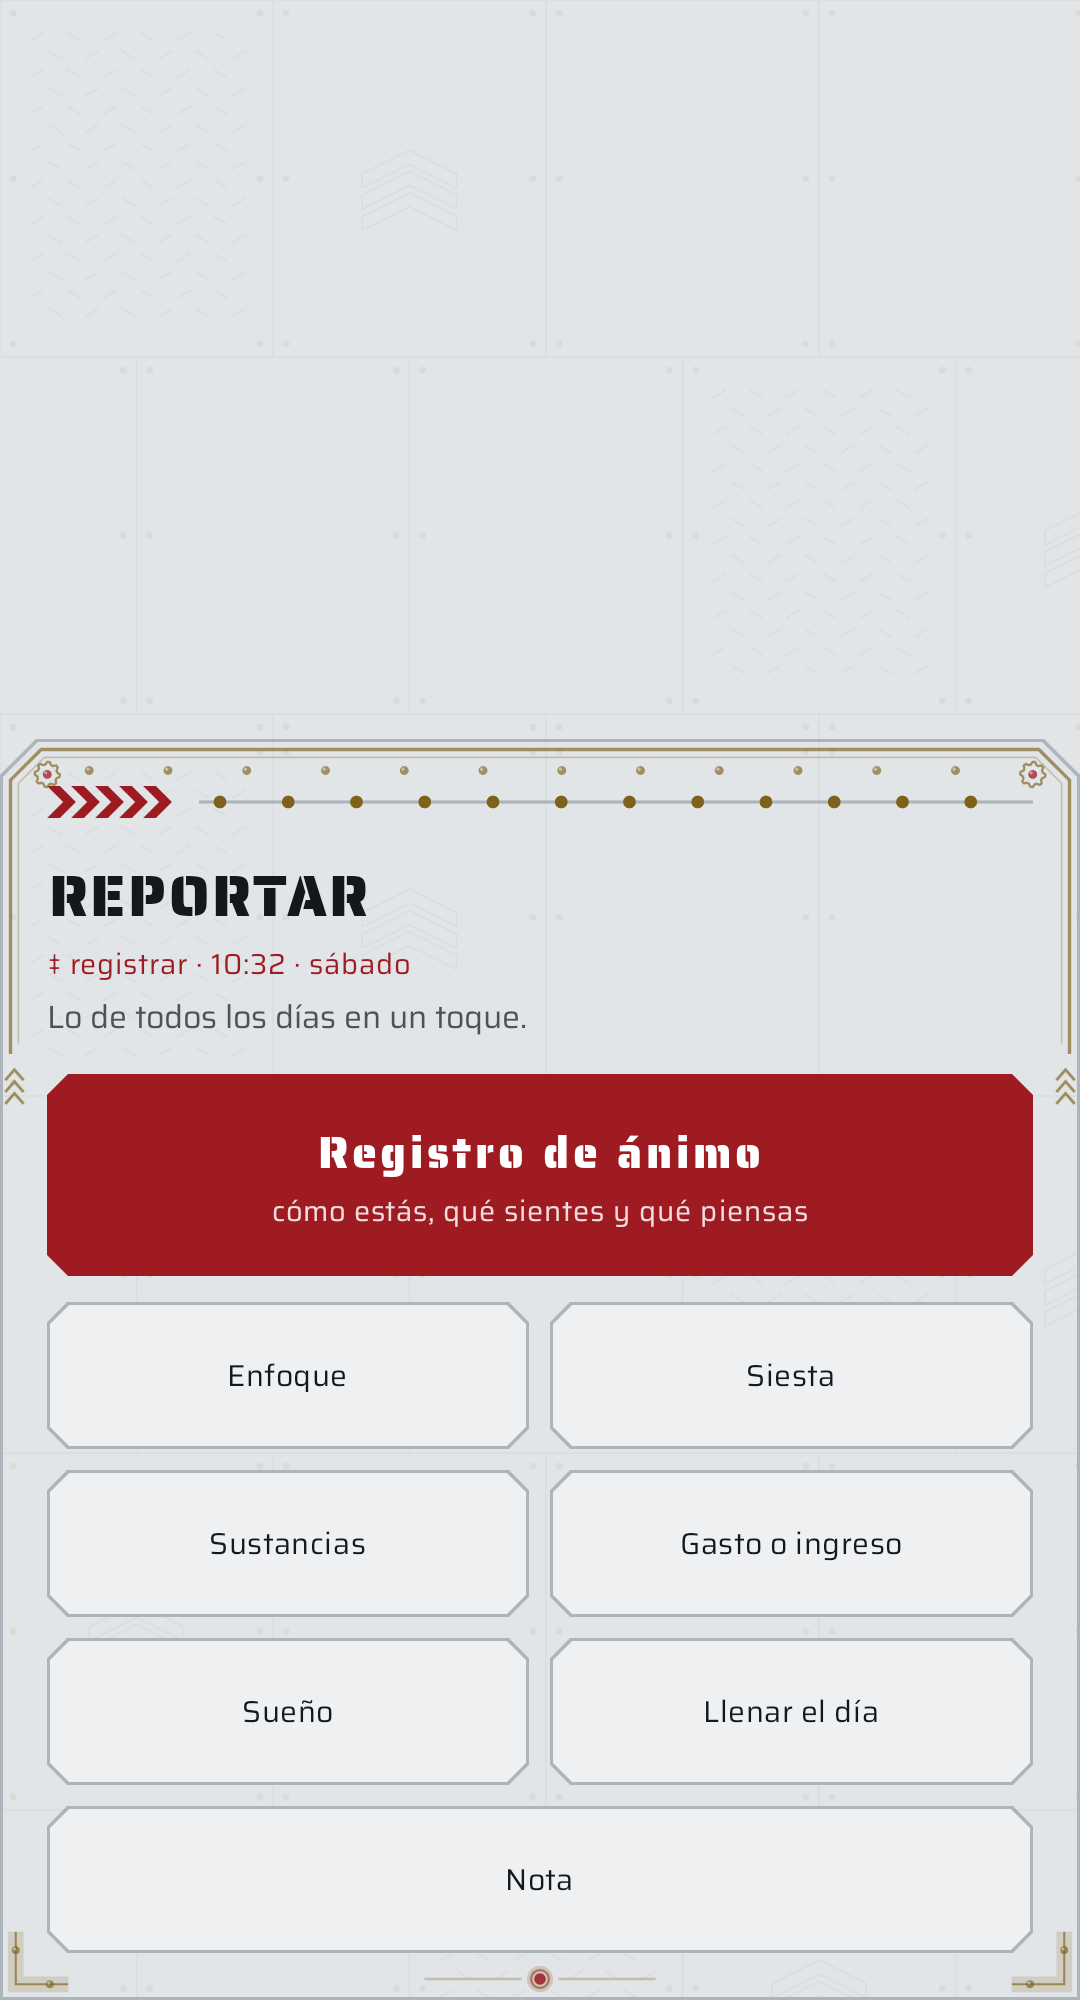 REPORTAR
‡ registrar · 10:32 · sábado
Lo de todos los días en un toque.
Registro de ánimo
cómo estás, qué sientes y qué piensas
Enfoque
Siesta
Sustancias
Gasto o ingreso
Sueño
Llenar el día
Nota